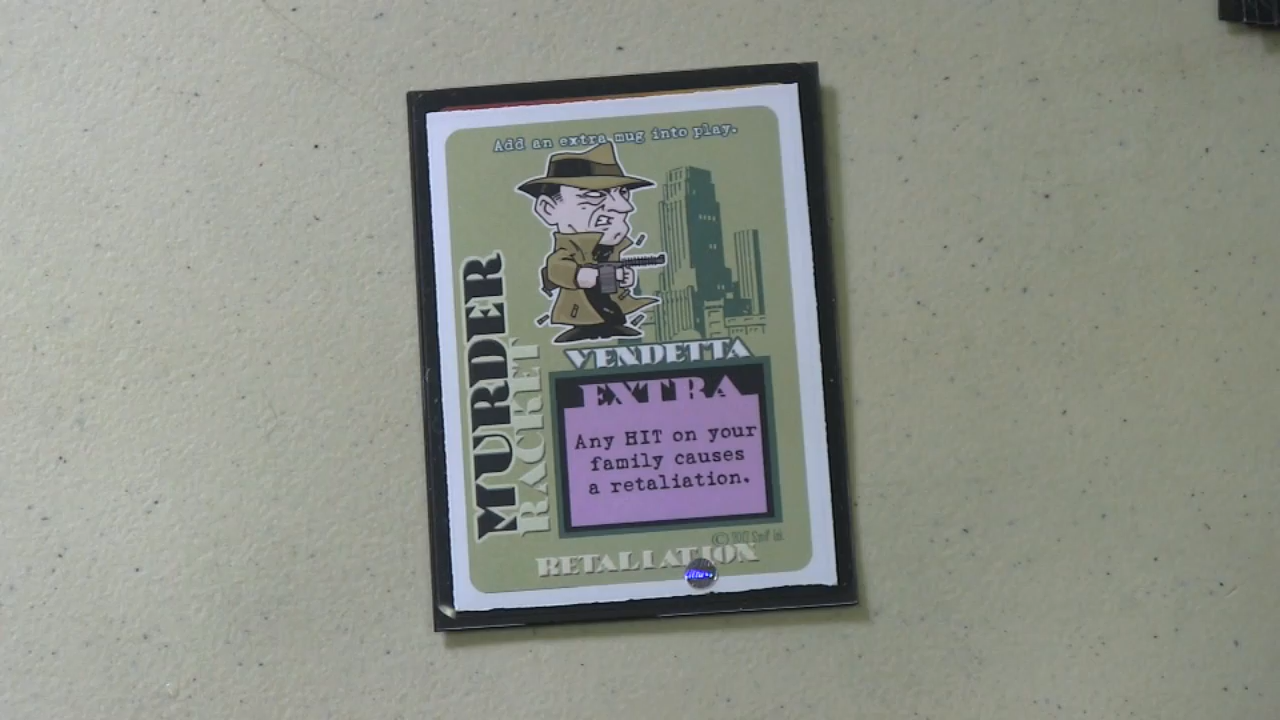 Add an extra mug into play.
MURDER
RACKET
VENDETTA
EXTRA
Any HIT on your
family causes
a retaliation.
RETALIATION